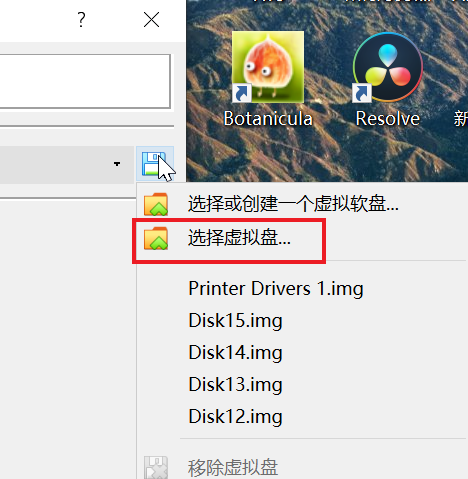 ?
Botanicula
Resolve
新
选择或创建一个虚拟软盘...
选择虚拟盘...
Printer Drivers 1.img
Disk15.img
Disk14.img
Disk13.img
Disk12.img
移除虚拟盘